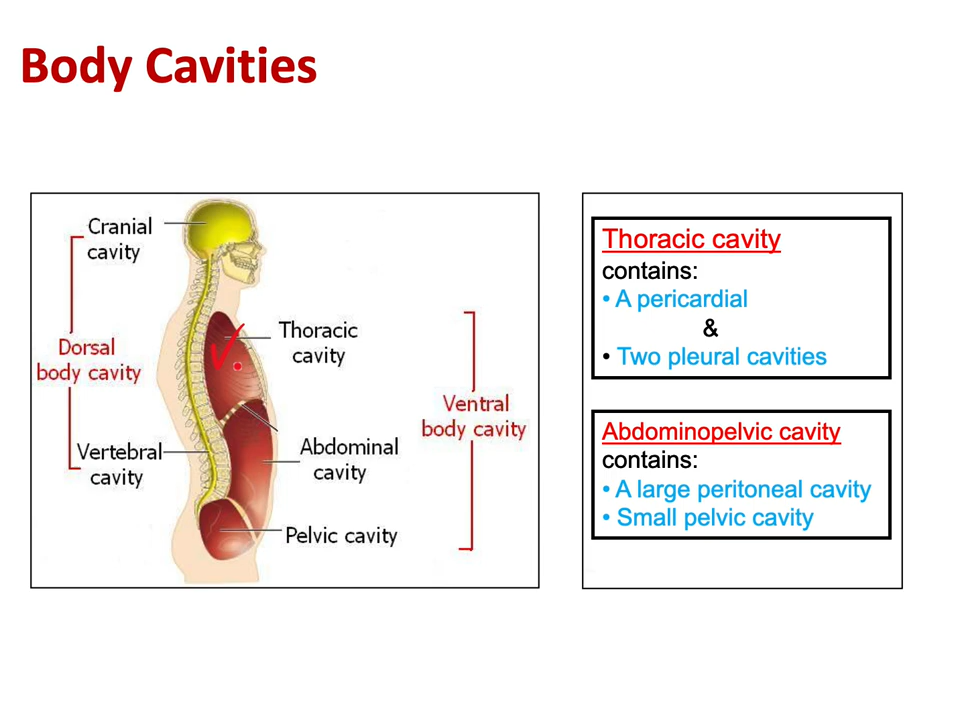 Body Cavities
Cranial
cavity
Dorsal
body cavity
Vertebral
cavity
Thoracic
cavity
Abdominal
cavity
Pelvic cavity
Ventral
body cavity
Thoracic cavity
contains:
• A pericardial
&
• Two pleural cavities
Abdominopelvic cavity
contains:
• A large peritoneal cavity
• Small pelvic cavity